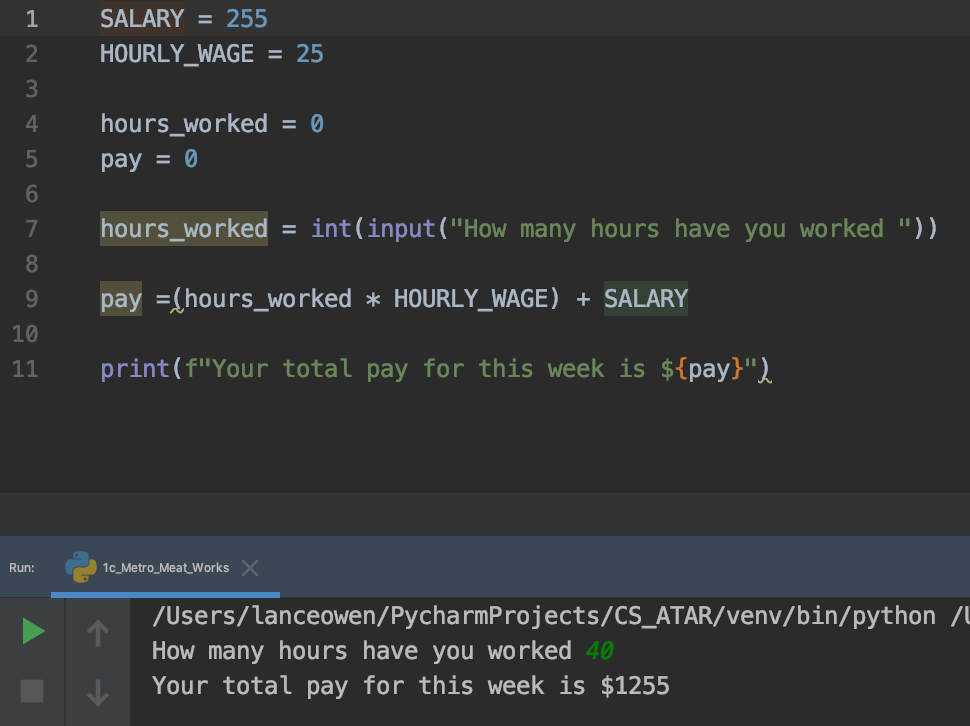 1 SALARY = 255
2 HOURLY_WAGE = 25
3
4 hours_worked = 0
5 pay = 0
6
7 hours_worked = int(input("How many hours have you worked "))
8
9 pay =(hours_worked * HOURLY_WAGE) + SALARY
10
11 print(f"Your total pay for this week is ${pay}")
Run: 1c_Metro_Meat_Works
/Users/lanceowen/PycharmProjects/CS_ATAR/venv/bin/python
How many hours have you worked 40
Your total pay for this week is $1255